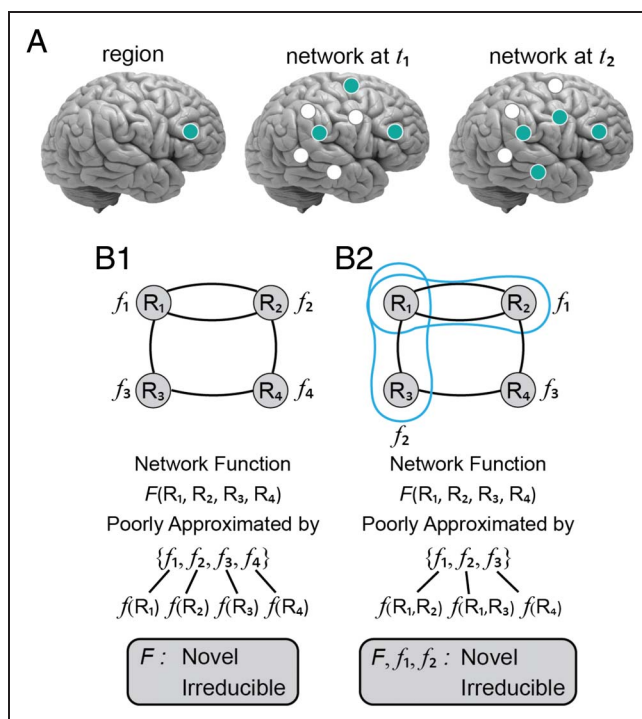 A
region
network at t₁
network at t₂
B1
f₁ R₁ R₂ f₂
f₃ R₃ R₄ f₄
Network Function
F(R₁, R₂, R₃, R₄)
Poorly Approximated by
{f₁, f₂, f₃, f₄}
f(R₁) f(R₂) f(R₃) f(R₄)
F : Novel
Irreducible
B2
R₁ R₂ f₁
R₃ R₄ f₃
f₂
Network Function
F(R₁, R₂, R₃, R₄)
Poorly Approximated by
{f₁, f₂, f₃}
f(R₁,R₂) f(R₁,R₃) f(R₄)
F, f₁, f₂ : Novel
Irreducible